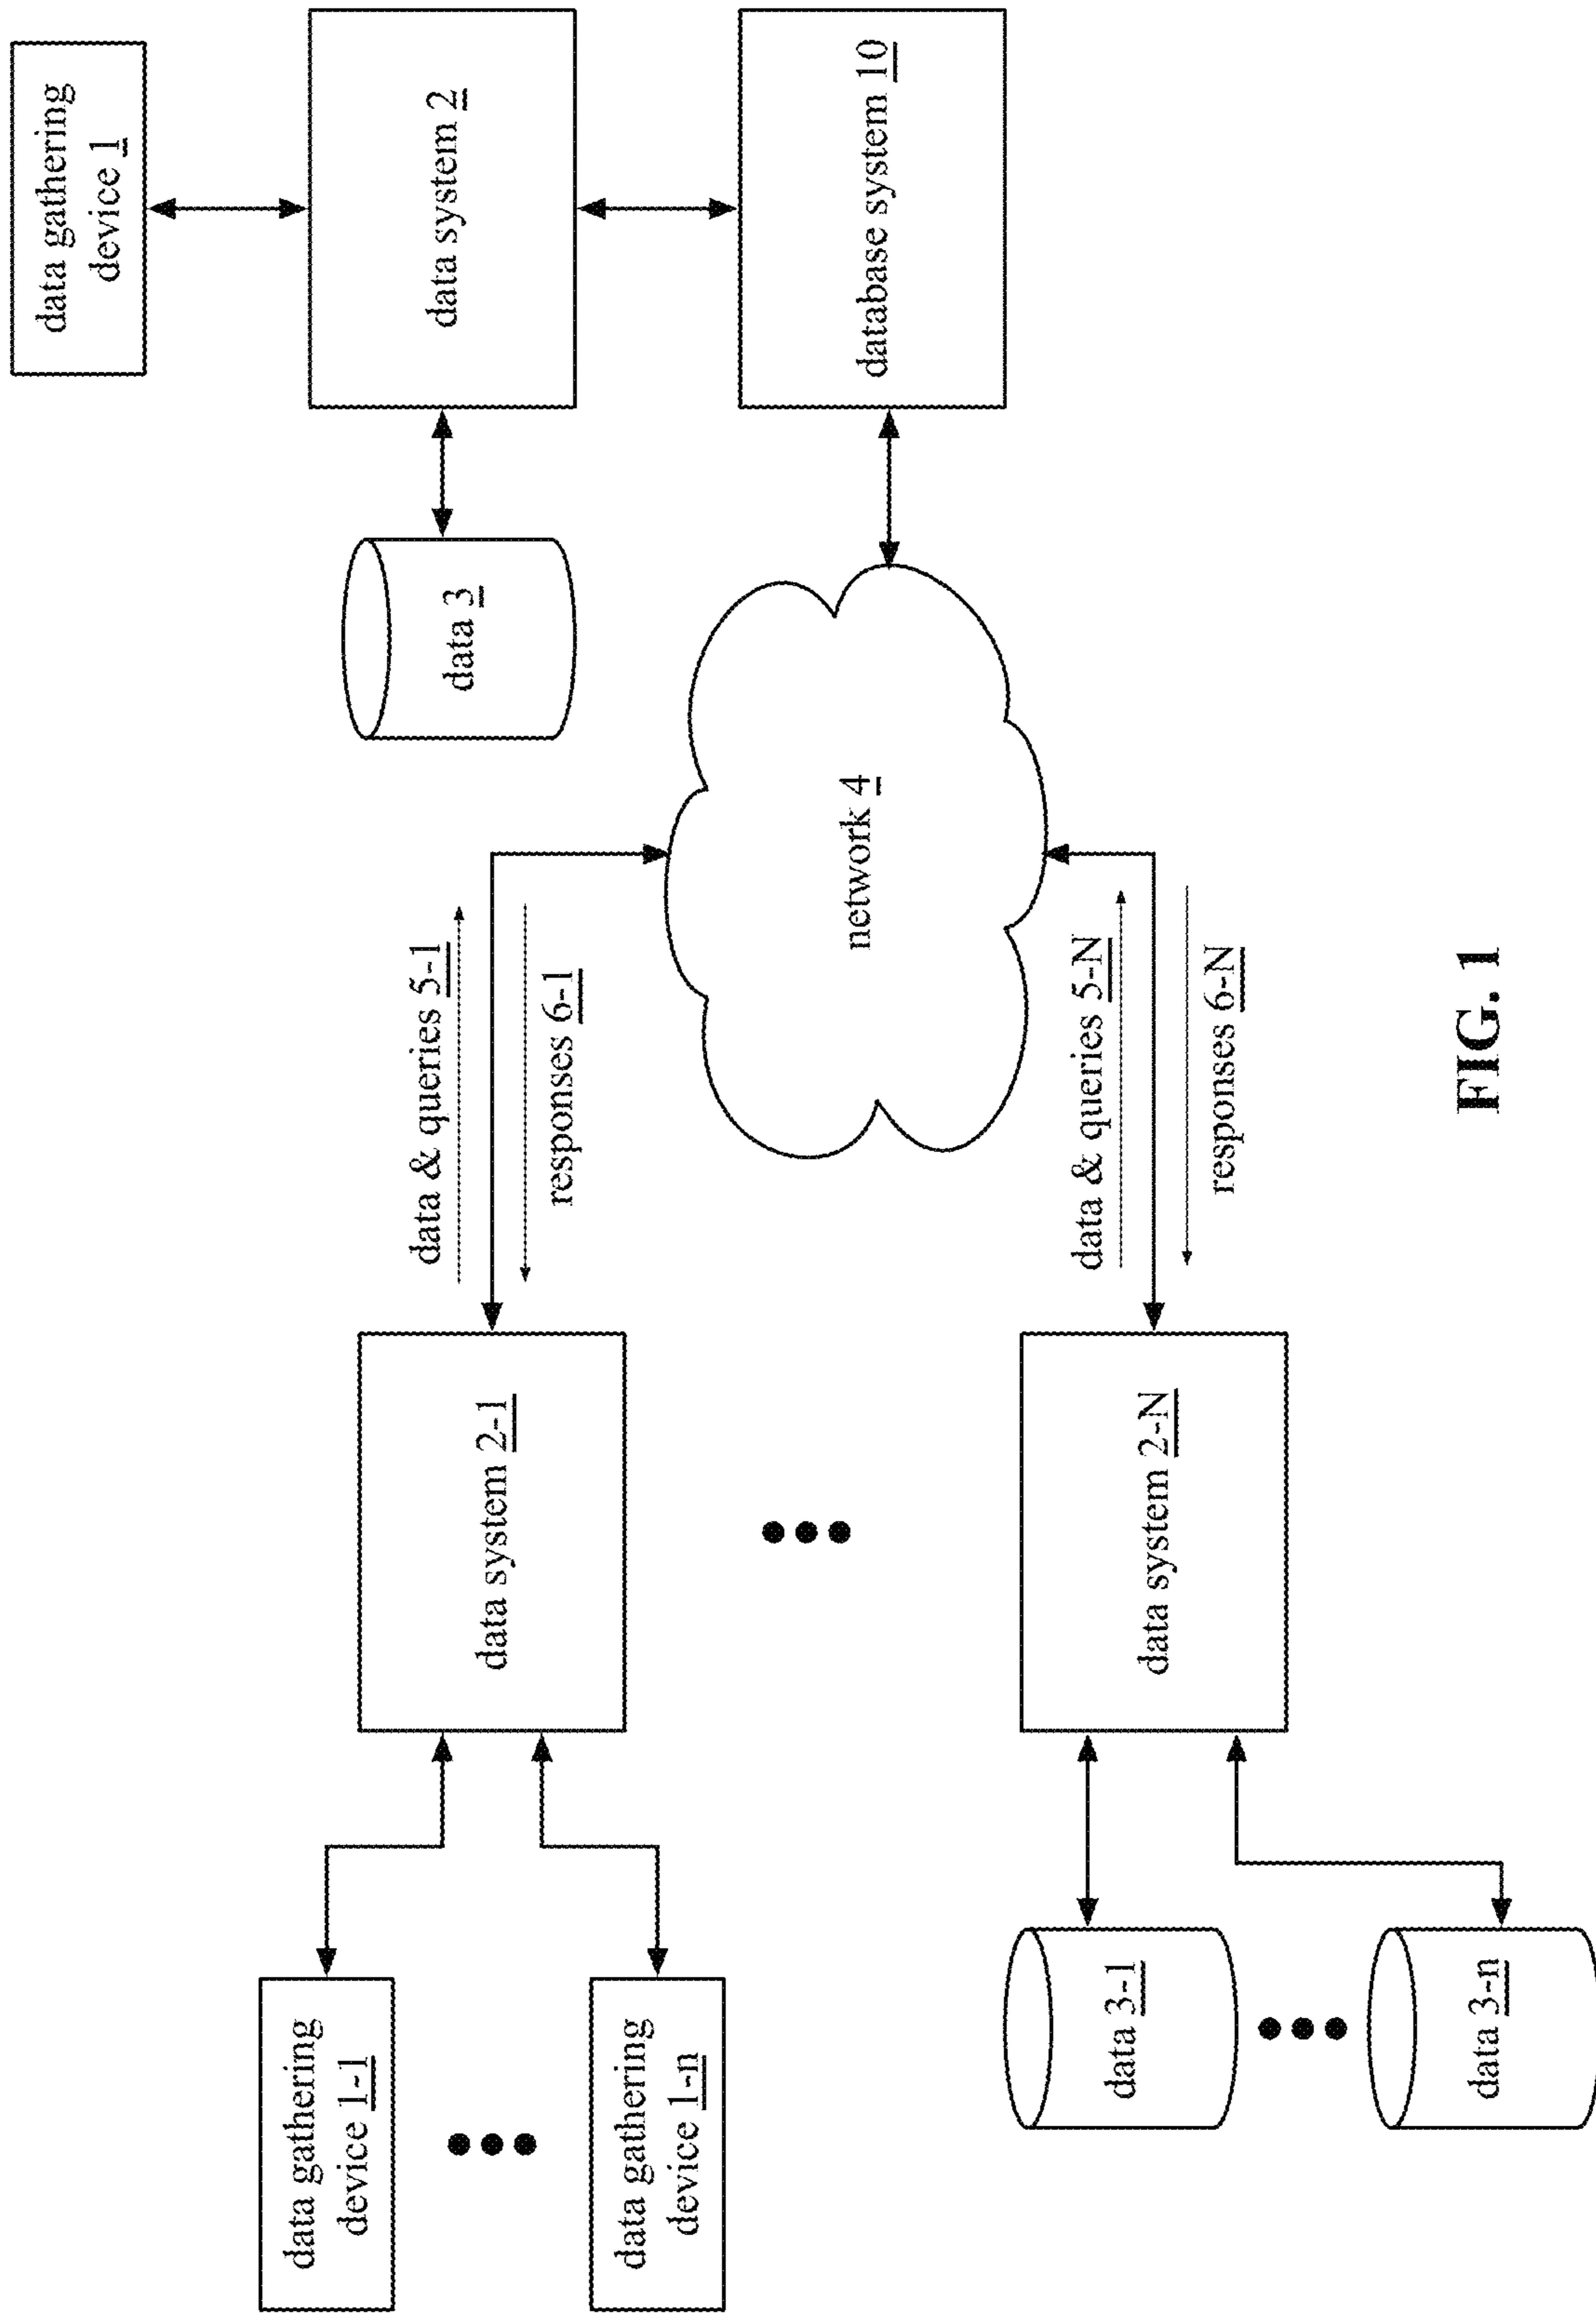 data gathering
device 1-1
data gathering
device 1-n
data system 2-1
data & queries 5-1
responses 6-1
data 3
data gathering
device 1
data system 2
network 4
database system 10
data 3-1
data 3-n
data system 2-N
data & queries 5-N
responses 6-N
FIG. 1